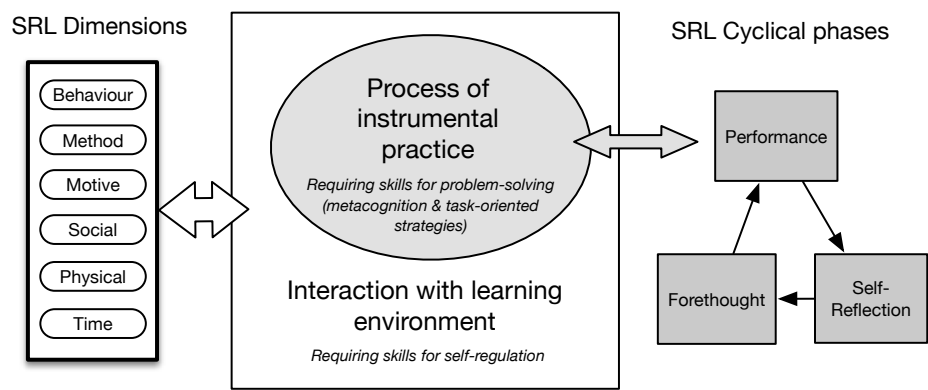 SRL Dimensions
Behaviour
Method
Motive
Social
Physical
Time
Process of
instrumental
practice
Requiring skills for problem-solving
(metacognition & task-oriented
strategies)
Interaction with learning
environment
Requiring skills for self-regulation
SRL Cyclical phases
Performance
Forethought
Self-
Reflection